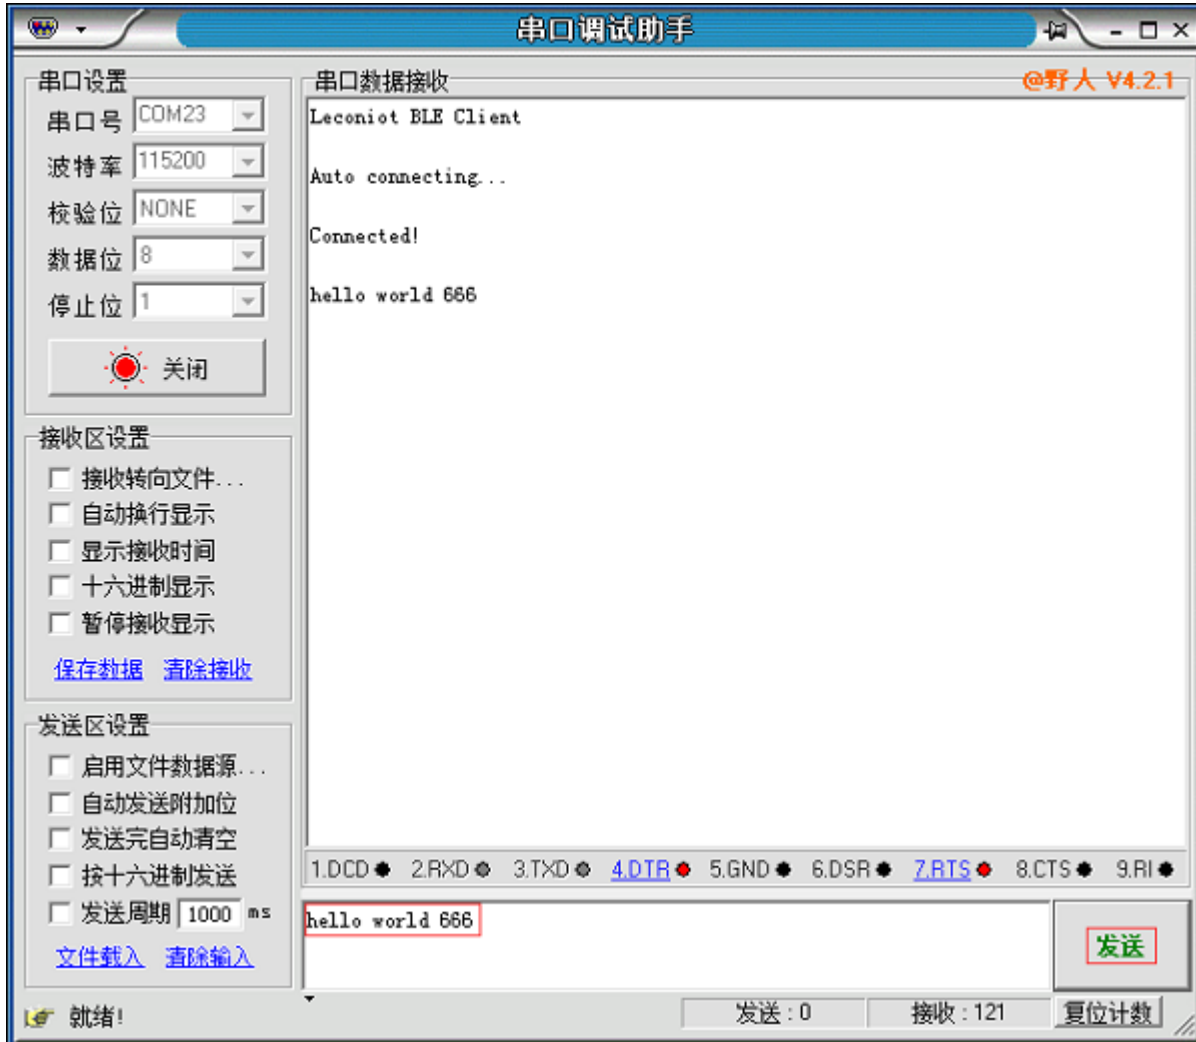 串口调试助手
串口设置
串口号 COM23
波特率 115200
校验位 NONE
数据位 8
停止位 1
关闭
接收区设置
接收转向文件...
自动换行显示
显示接收时间
十六进制显示
暂停接收显示
保存数据 清除接收
发送区设置
启用文件数据源...
自动发送附加位
发送完自动清空
按十六进制发送
发送周期 1000 ms
文件载入 清除输入
串口数据接收 @野人 V4.2.1
Leconiot BLE Client
Auto connecting...
Connected!
hello world 666
1.DCD 2.RXD 3.TXD 4.DTR 5.GND 6.DSR 7.RTS 8.CTS 9.RI
hello world 666
发送
就绪! 发送:0 接收:121 复位计数